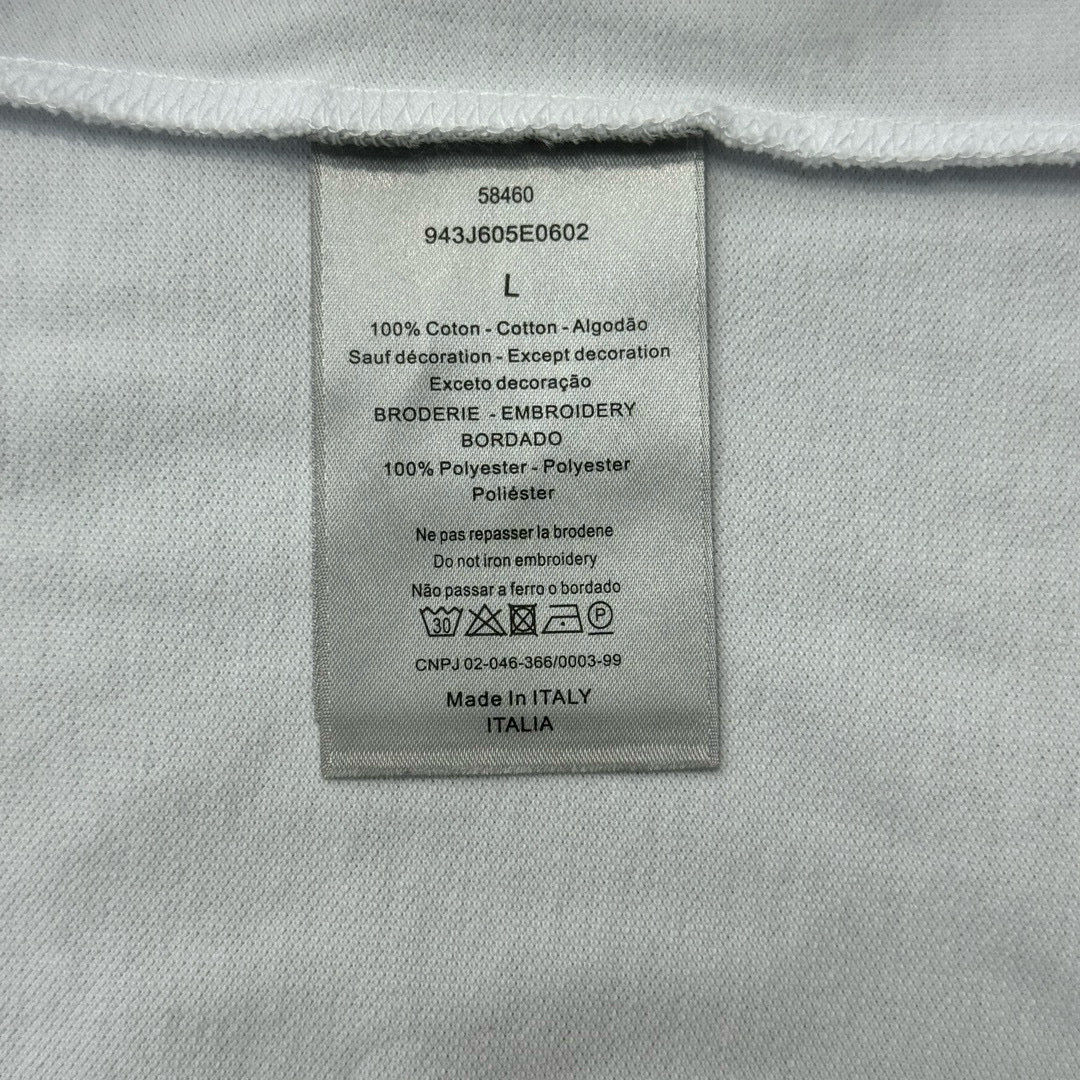 58460
943J605E0602
L
100% Coton - Cotton - Algodão
Sauf décoration - Except decoration
Exceto decoração
BRODERIE - EMBROIDERY
BORDADO
100% Polyester - Polyester
Poliéster
Ne pas repasser la brodene
Do not iron embroidery
Não passar a ferro o bordado
30 P
CNPJ 02-046-366/0003-99
Made In ITALY
ITALIA